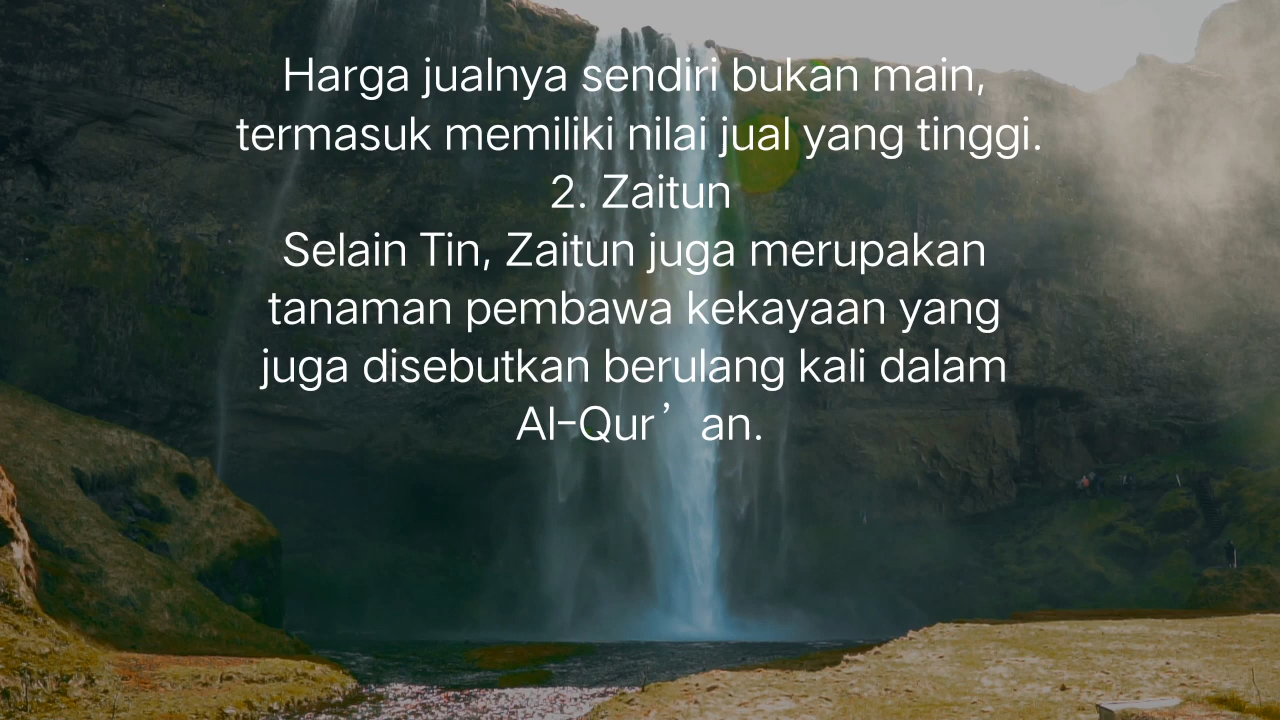 Harga jualnya sendiri bukan main,
termasuk memiliki nilai jual yang tinggi.
2. Zaitun
Selain Tin, Zaitun juga merupakan
tanaman pembawa kekayaan yang
juga disebutkan berulang kali dalam
Al-Qur’an.